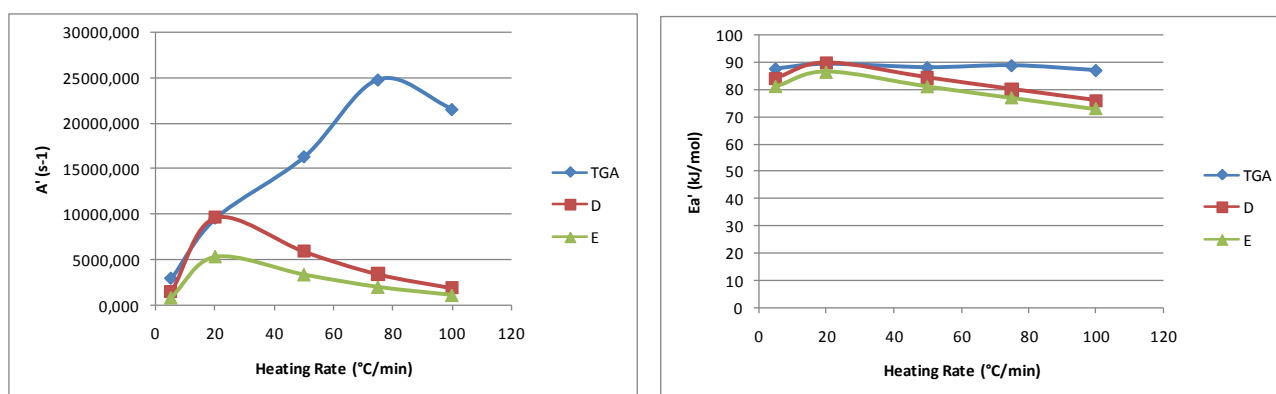 30000,000
25000,000
20000,000
15000,000
10000,000
5000,000
0,000
A' (s-1)
0 20 40 60 80 100 120
Heating Rate (°C/min)
TGA
D
E
100
90
80
70
60
50
40
30
20
10
0
Ea' (kJ/mol)
0 20 40 60 80 100 120
Heating Rate (°C/min)
TGA
D
E